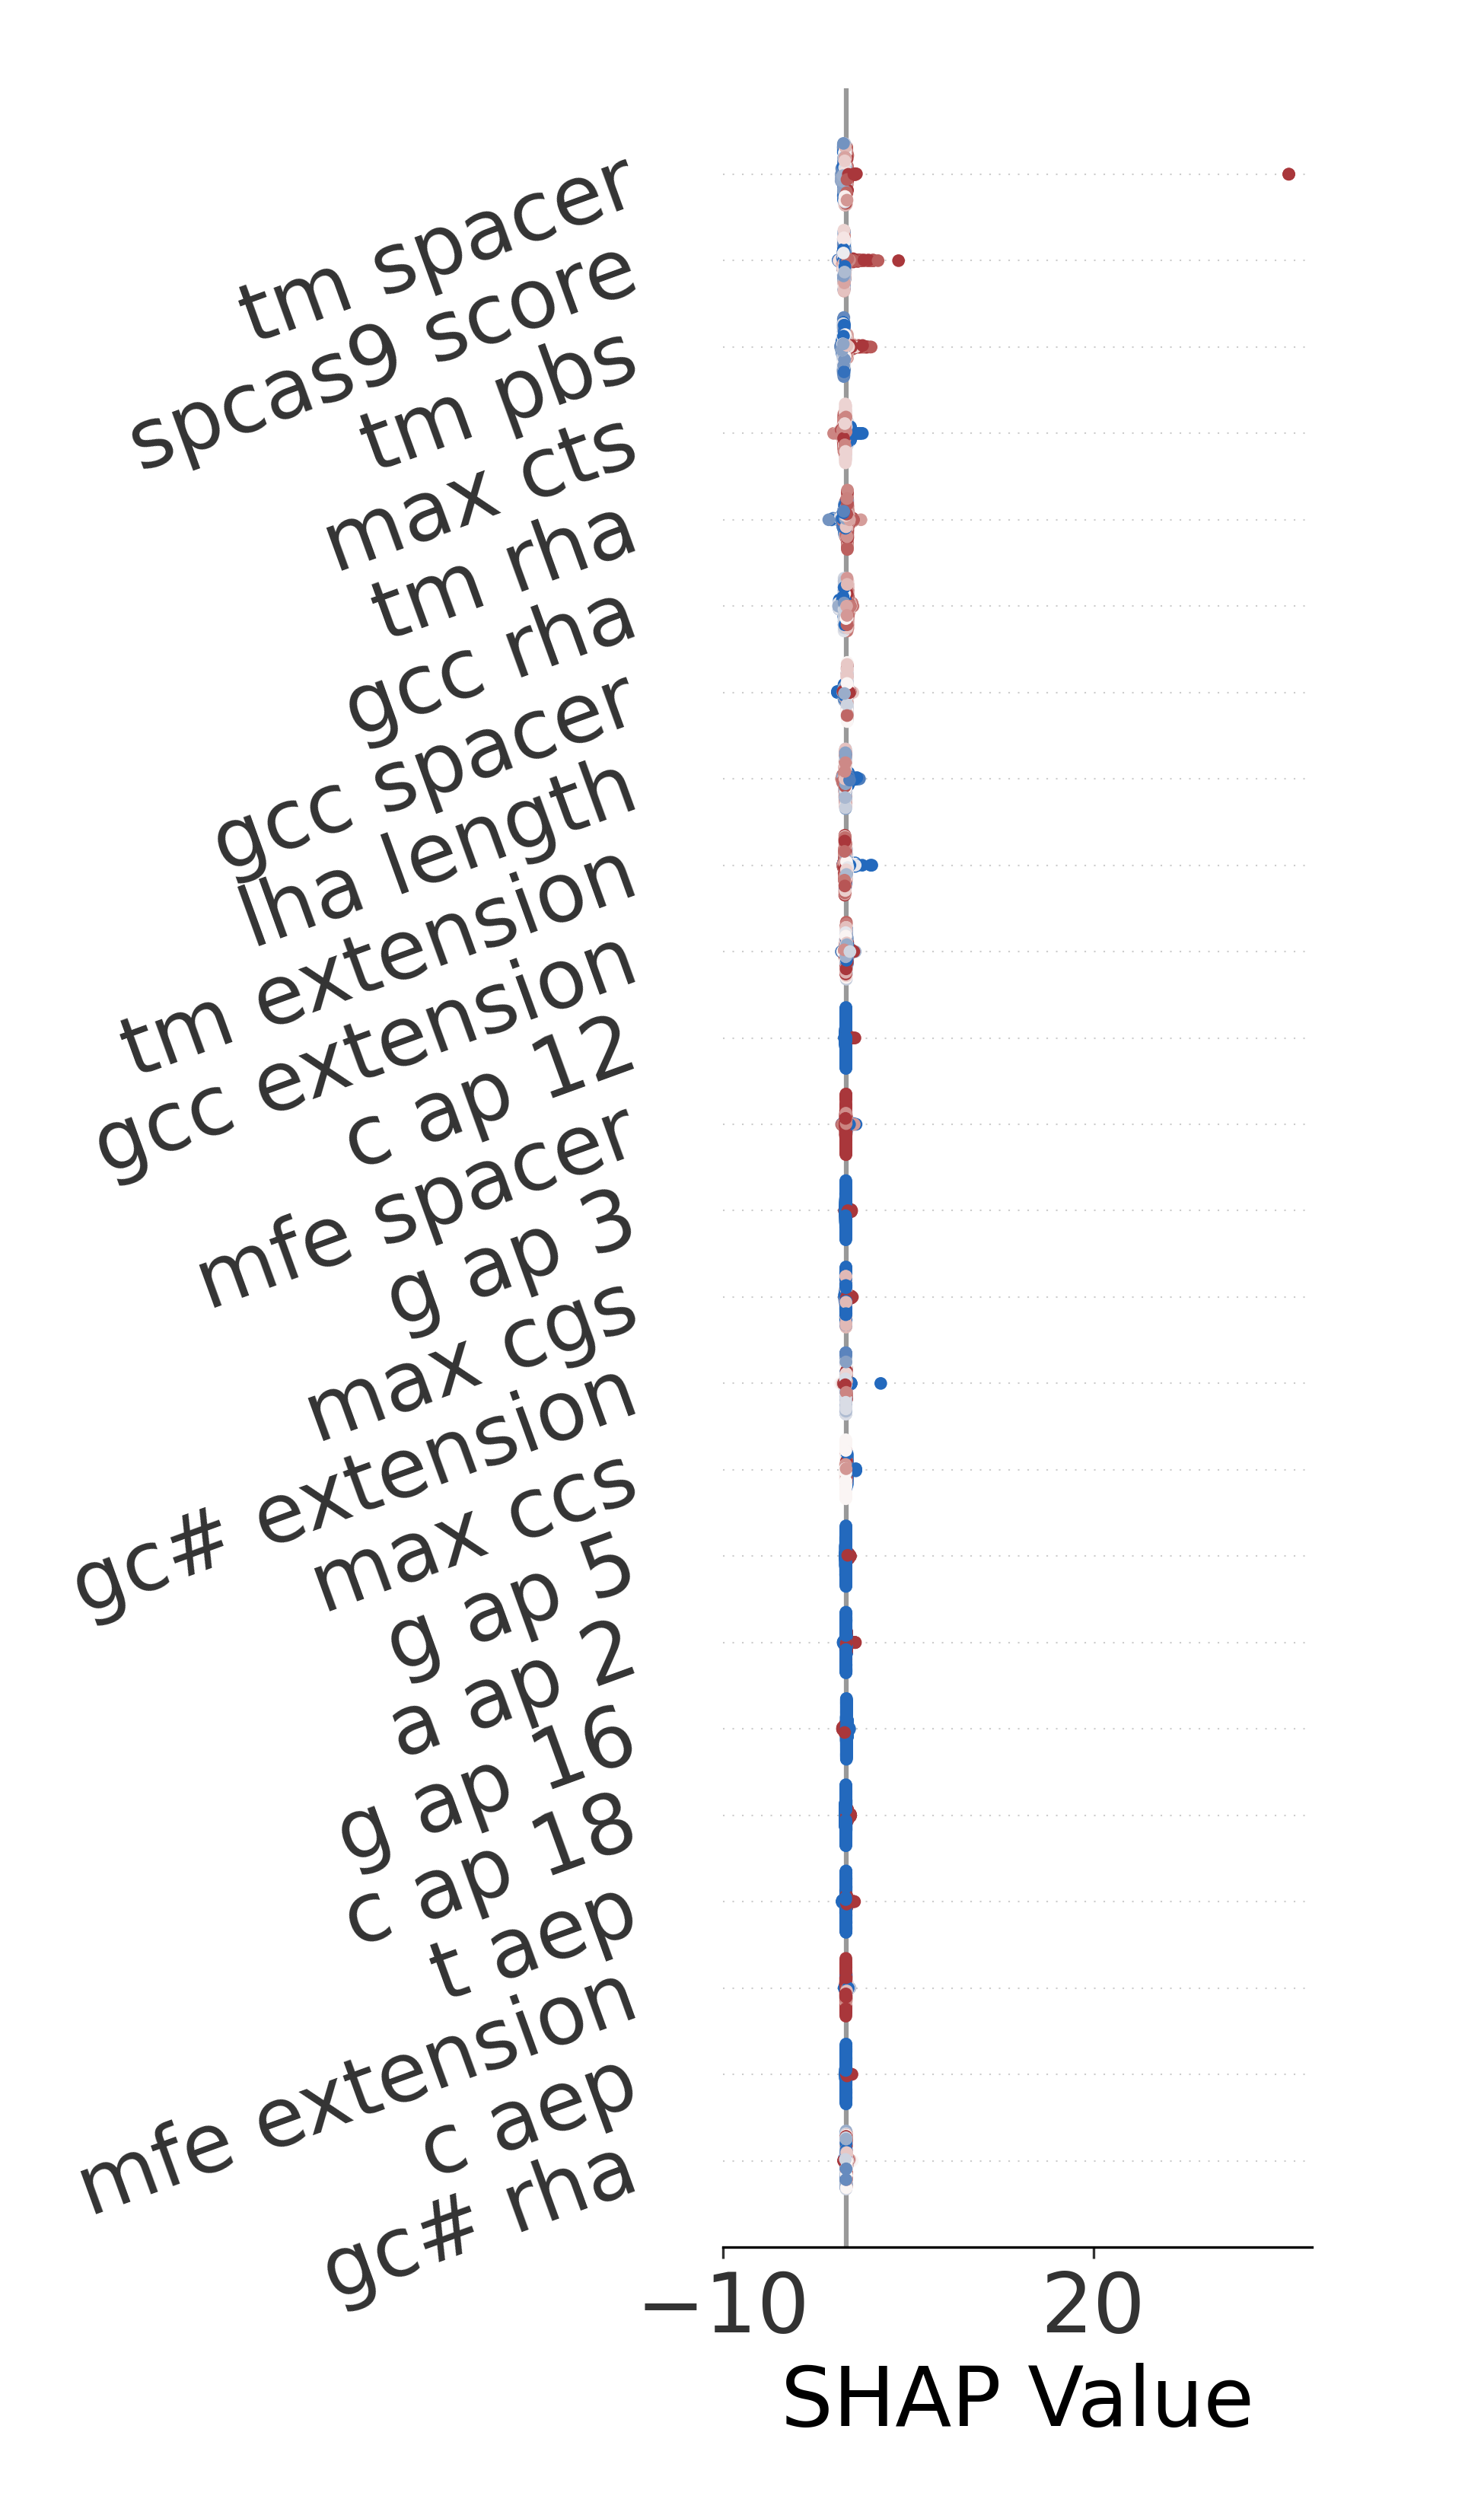 tm spacer
spcas9 score
tm pbs
max cts
tm rha
gcc rha
gcc spacer
lha length
tm extension
gcc extension
c ap 12
mfe spacer
g ap 3
max cgs
gc# extension
max ccs
g ap 5
a ap 2
g ap 16
c ap 18
t aep
mfe extension
c aep
gc# rha
−10 20
SHAP Value